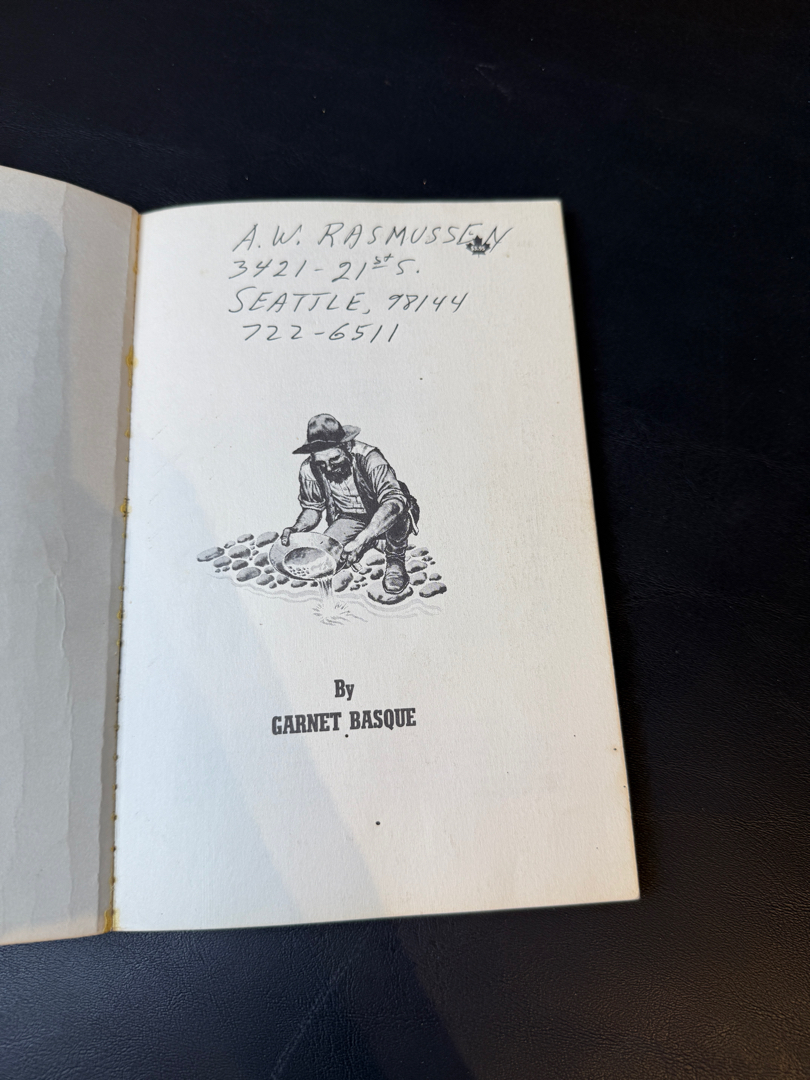 A.W. RASMUSSEN
3421-21st S.
SEATTLE, 98144
722-6511
By
GARNET BASQUE